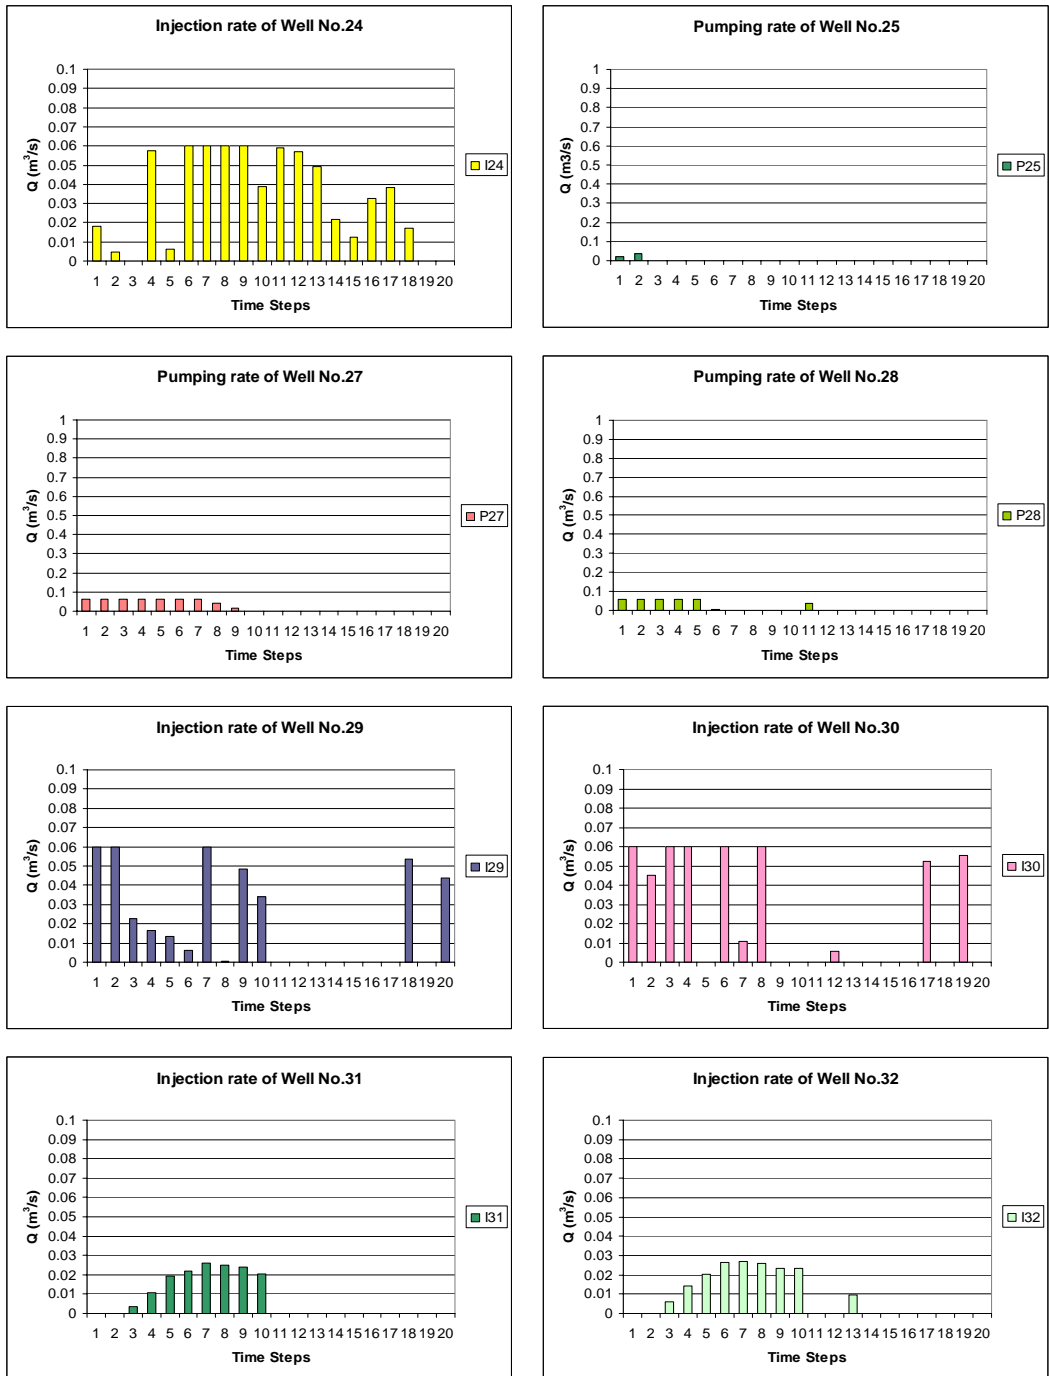 Injection rate of Well No.24
0.1
0.09
0.08
0.07
0.06
0.05
0.04
0.03
0.02
0.01
0
Q (m³/s)
1 2 3 4 5 6 7 8 9 10 11 12 13 14 15 16 17 18 19 20
Time Steps
I24
Pumping rate of Well No.25
1
0.9
0.8
0.7
0.6
0.5
0.4
0.3
0.2
0.1
0
Q (m3/s)
1 2 3 4 5 6 7 8 9 10 11 12 13 14 15 16 17 18 19 20
Time Steps
P25
Pumping rate of Well No.27
1
0.9
0.8
0.7
0.6
0.5
0.4
0.3
0.2
0.1
0
Q (m³/s)
1 2 3 4 5 6 7 8 9 10 11 12 13 14 15 16 17 18 19 20
Time Steps
P27
Pumping rate of Well No.28
1
0.9
0.8
0.7
0.6
0.5
0.4
0.3
0.2
0.1
0
Q (m³/s)
1 2 3 4 5 6 7 8 9 10 11 12 13 14 15 16 17 18 19 20
Time Steps
P28
Injection rate of Well No.29
0.1
0.09
0.08
0.07
0.06
0.05
0.04
0.03
0.02
0.01
0
Q (m³/s)
1 2 3 4 5 6 7 8 9 10 11 12 13 14 15 16 17 18 19 20
Time Steps
I29
Injection rate of Well No.30
0.1
0.09
0.08
0.07
0.06
0.05
0.04
0.03
0.02
0.01
0
Q (m³/s)
1 2 3 4 5 6 7 8 9 10 11 12 13 14 15 16 17 18 19 20
Time Steps
I30
Injection rate of Well No.31
0.1
0.09
0.08
0.07
0.06
0.05
0.04
0.03
0.02
0.01
0
Q (m³/s)
1 2 3 4 5 6 7 8 9 10 11 12 13 14 15 16 17 18 19 20
Time Steps
I31
Injection rate of Well No.32
0.1
0.09
0.08
0.07
0.06
0.05
0.04
0.03
0.02
0.01
0
Q (m³/s)
1 2 3 4 5 6 7 8 9 10 11 12 13 14 15 16 17 18 19 20
Time Steps
I32